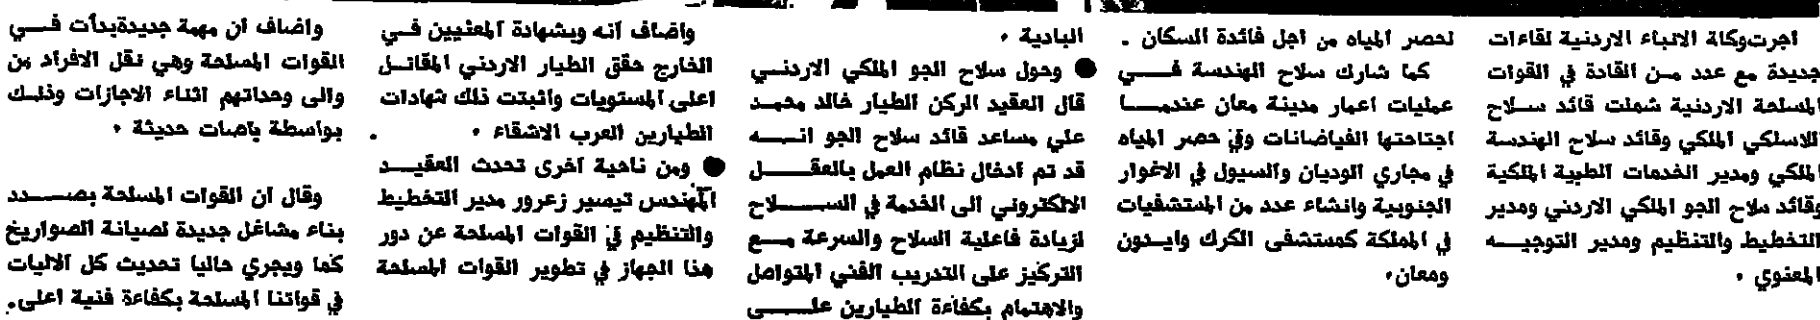 اجرت وكالة الانباء الاردنية لقاءات
جديدة مع عدد من القادة في القوات
المسلحة الاردنية شملت قائد سلاح
اللاسلكي الملكي وقائد سلاح الهندسة
الملكي ومدير الخدمات الطبية الملكية
وقائد سلاح الجو الملكي الاردني ومدير
التخطيط والتنظيم ومدير التوجيه
المعنوي .
لحصر المياه من اجل فائدة السكان .
كما شارك سلاح الهندسة في
عمليات اعمار مدينة معان عندما
اجتاحتها الفياضانات وفي حصر المياه
في مجاري الوديان والسيول في الاغوار
الجنوبية وانشاء عدد من المستشفيات
في المملكة كمستشفى الكرك وايدون
ومعان .
البادية .
● وحول سلاح الجو الملكي الاردني
قال العقيد الركن الطيار خالد محمد
علي مساعد قائد سلاح الجو انه
قد تم ادخال نظام العمل بالعقل
الالكتروني الى الخدمة في السلاح
لزيادة فاعلية السلاح والسرعة مع
التركيز على التدريب الفني المتواصل
والاهتمام بكفاءة الطيارين على
واضاف انه وبشهادة المعنيين في
الخارج حقق الطيار الاردني المقاتل
اعلى المستويات واثبتت ذلك شهادات
الطيارين العرب الاشقاء .
● ومن ناحية اخرى تحدث العقيد
المهندس تيسير زعرور مدير التخطيط
والتنظيم في القوات المسلحة عن دور
هذا الجهاز في تطوير القوات المسلحة
واضاف ان مهمة جديدة بدأت في
القوات المسلحة وهي نقل الافراد من
والى وحداتهم اثناء الاجازات وذلك
بواسطة باصات حديثة .
وقال ان القوات المسلحة بصدد
بناء مشاغل جديدة لصيانة الصواريخ
كما ويجري حاليا تحديث كل الاليات
في قواتنا المسلحة بكفاءة فنية اعلى .